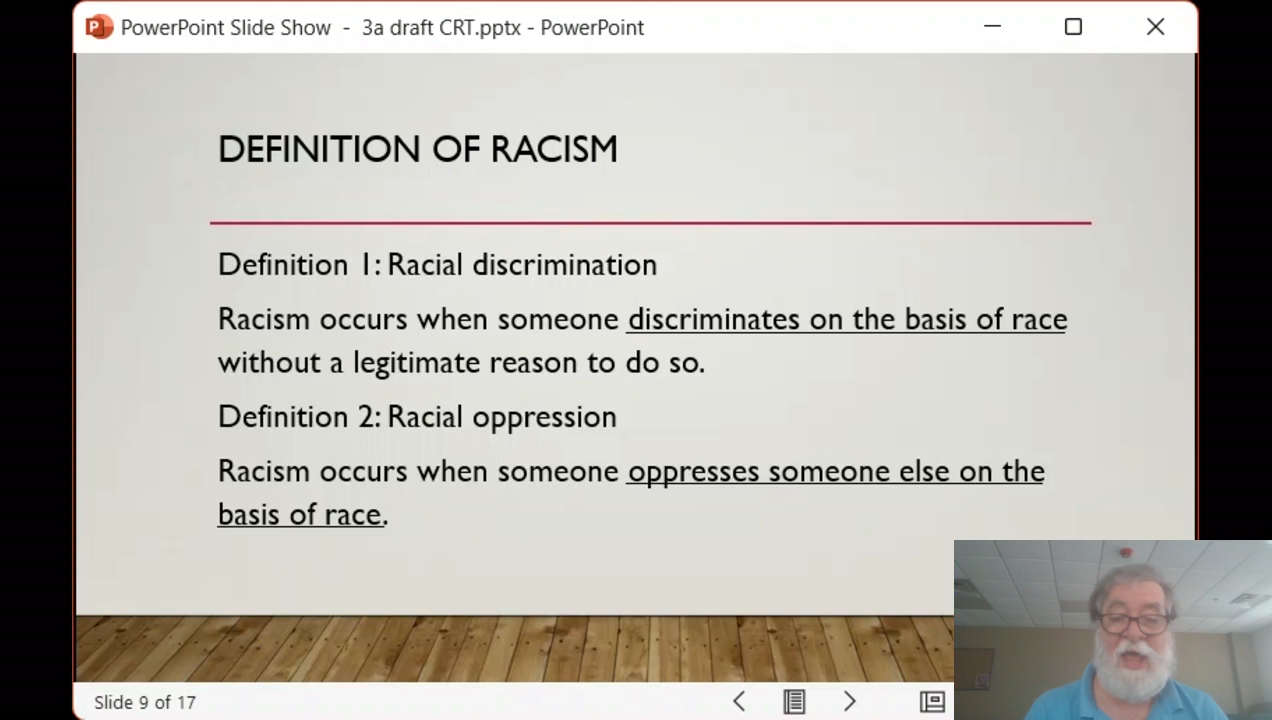 PowerPoint Slide Show - 3a draft CRT.pptx - PowerPoint
DEFINITION OF RACISM
Definition 1: Racial discrimination
Racism occurs when someone discriminates on the basis of race
without a legitimate reason to do so.
Definition 2: Racial oppression
Racism occurs when someone oppresses someone else on the
basis of race.
Slide 9 of 17